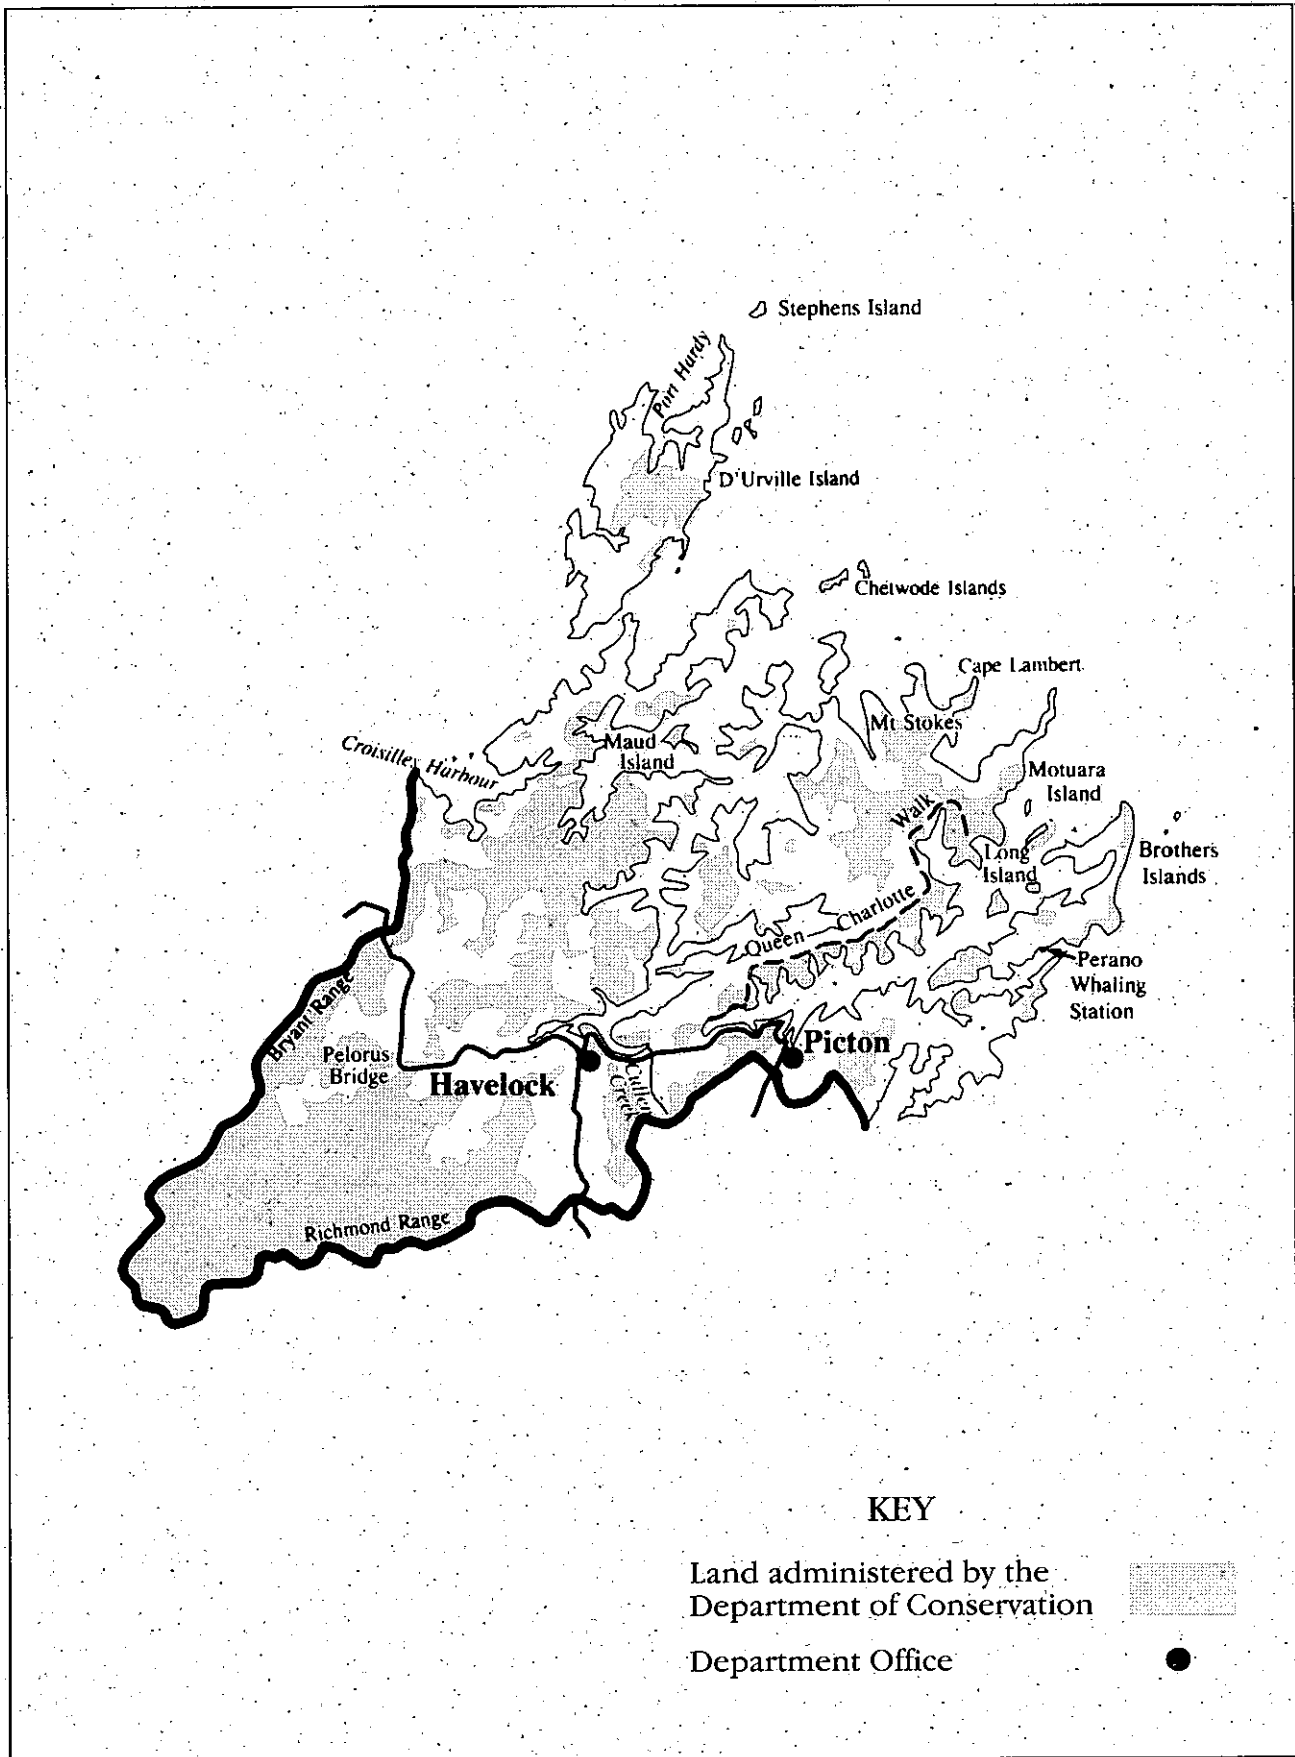 Stephens Island
Port Hurdy
D'Urville Island
Chetwode Islands
Cape Lambert
Mt Stokes
Croisilles Harbour
Maud
Island
Motuara
Island
Walk
Long
Island
Brothers
Islands
Queen Charlotte
Perano
Whaling
Station
Bryant Range
Pelorus
Bridge
Havelock
Picton
Cullen
Creek
Richmond Range
KEY
Land administered by the
Department of Conservation
Department Office